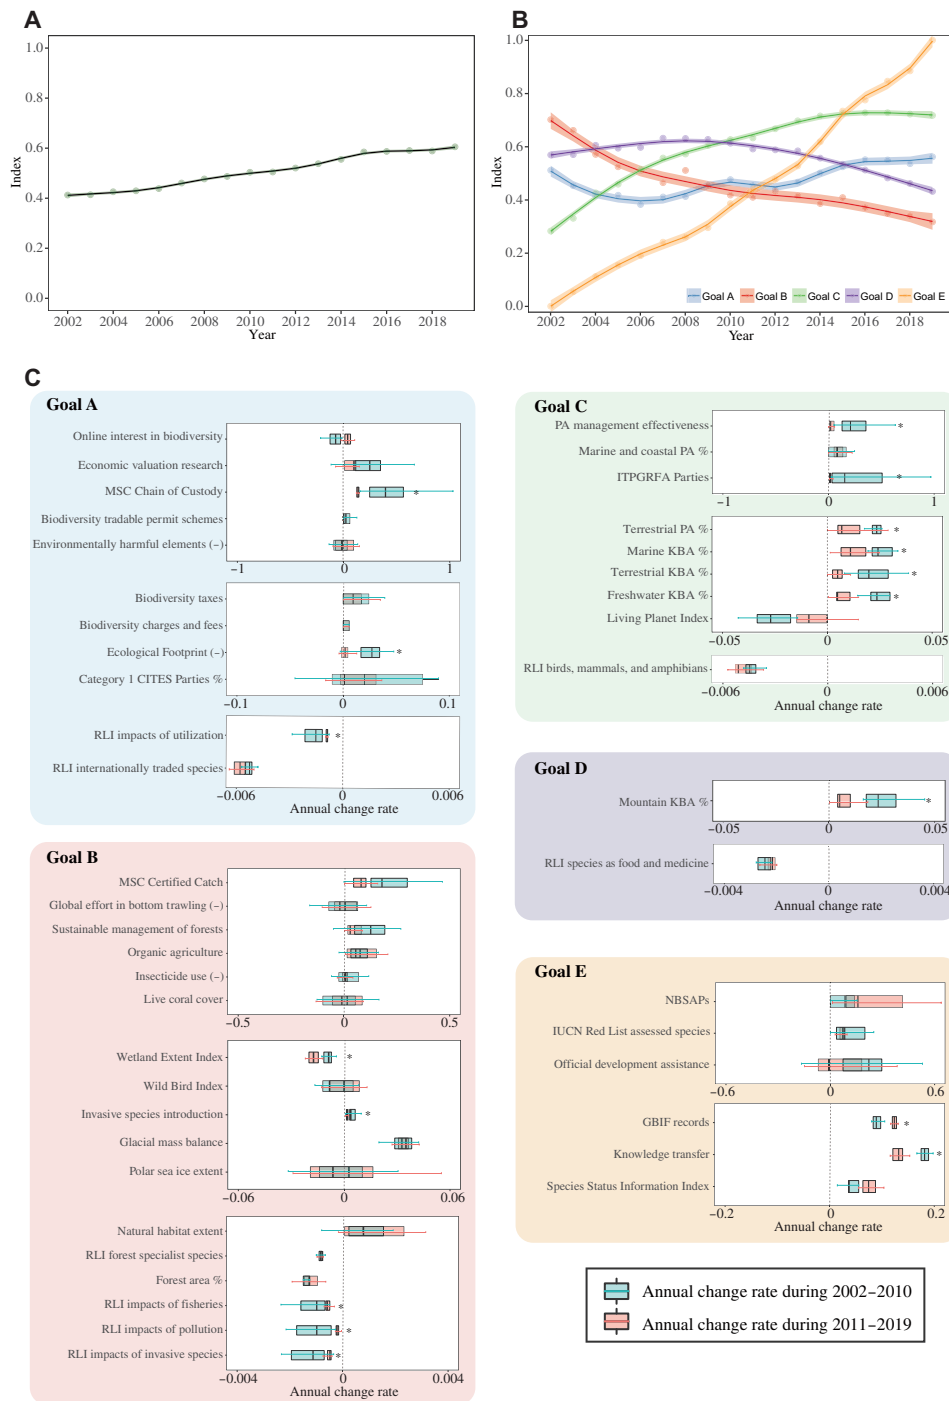 A
1.0
0.8
0.6
0.4
0.2
0.0
Index
2002 2004 2006 2008 2010 2012 2014 2016 2018
Year
B
1.0
0.8
0.6
0.4
0.2
0.0
Index
Goal A Goal B Goal C Goal D Goal E
2002 2004 2006 2008 2010 2012 2014 2016 2018
Year
C
Goal A
Online interest in biodiversity
Economic valuation research
MSC Chain of Custody *
Biodiversity tradable permit schemes
Environmentally harmful elements (−)
−1 0 1
Biodiversity taxes
Biodiversity charges and fees
Ecological Footprint (−) *
Category 1 CITES Parties %
−0.1 0 0.1
RLI impacts of utilization *
RLI internationally traded species
−0.006 0 0.006
Annual change rate
Goal B
MSC Certified Catch
Global effort in bottom trawling (−)
Sustainable management of forests
Organic agriculture
Insecticide use (−)
Live coral cover
−0.5 0 0.5
Wetland Extent Index *
Wild Bird Index
Invasive species introduction *
Glacial mass balance
Polar sea ice extent
−0.06 0 0.06
Natural habitat extent
RLI forest specialist species
Forest area %
RLI impacts of fisheries *
RLI impacts of pollution *
RLI impacts of invasive species *
−0.004 0 0.004
Annual change rate
Goal C
PA management effectiveness *
Marine and coastal PA %
ITPGRFA Parties *
−1 0 1
Terrestrial PA % *
Marine KBA % *
Terrestrial KBA % *
Freshwater KBA % *
Living Planet Index
−0.05 0 0.05
RLI birds, mammals, and amphibians
−0.006 0 0.006
Annual change rate
Goal D
Mountain KBA % *
−0.05 0 0.05
RLI species as food and medicine
−0.004 0 0.004
Annual change rate
Goal E
NBSAPs
IUCN Red List assessed species
Official development assistance
−0.6 0 0.6
GBIF records *
Knowledge transfer *
Species Status Information Index
−0.2 0 0.2
Annual change rate
Annual change rate during 2002−2010
Annual change rate during 2011−2019